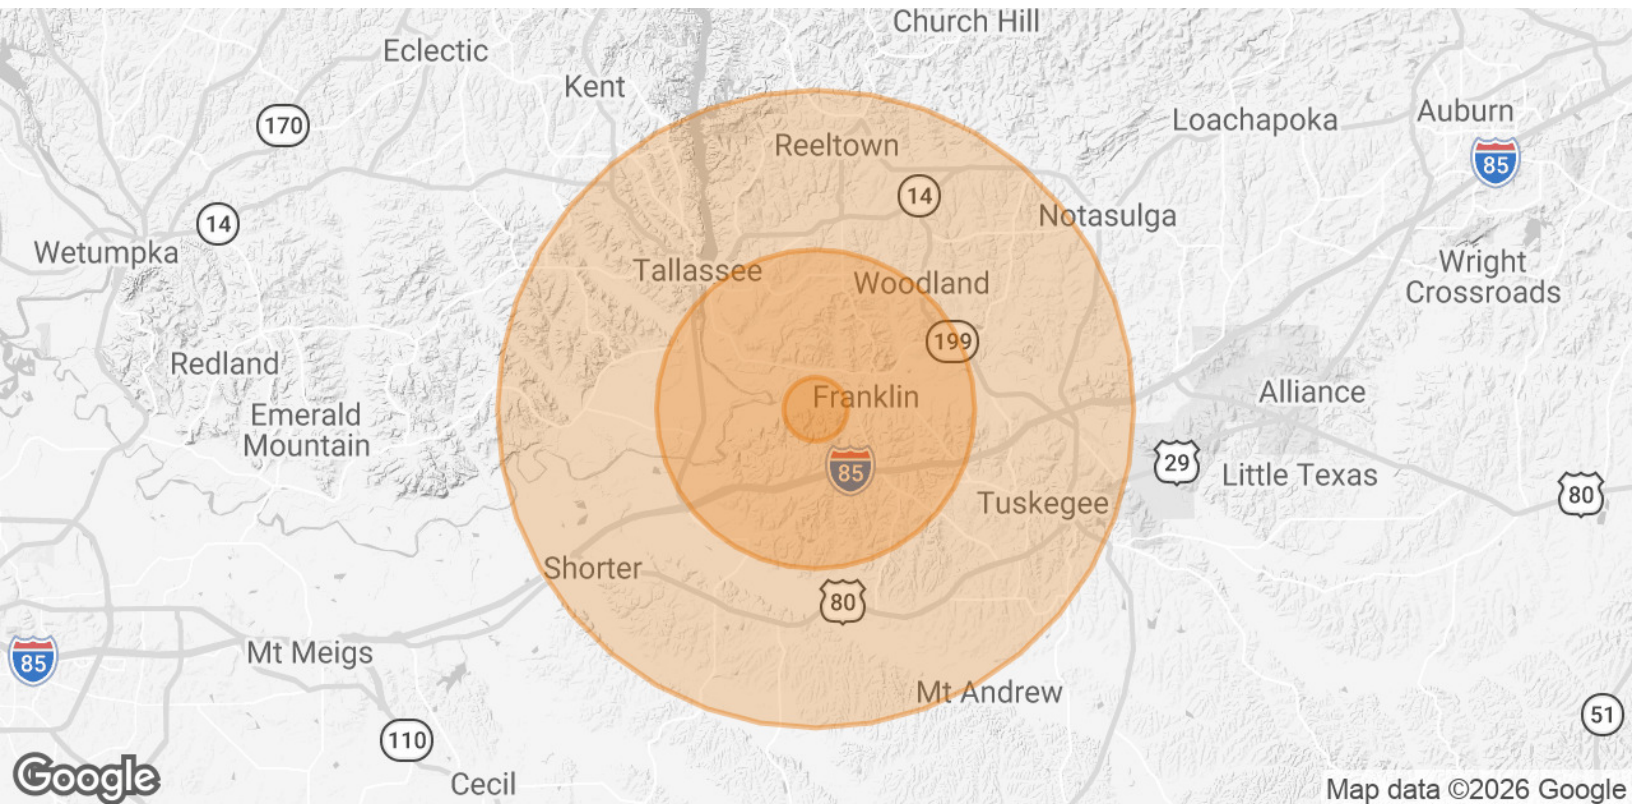 Church Hill
Eclectic
Kent
170
Reeltown
Loachapoka
Auburn
85
14
14
Notasulga
Wetumpka
Tallassee
Woodland
Wright
Crossroads
199
Redland
Franklin
Alliance
Emerald
Mountain
85
29
Little Texas
80
Tuskegee
Shorter
80
Mt Meigs
85
Mt Andrew
51
110
Google
Cecil
Map data ©2026 Google